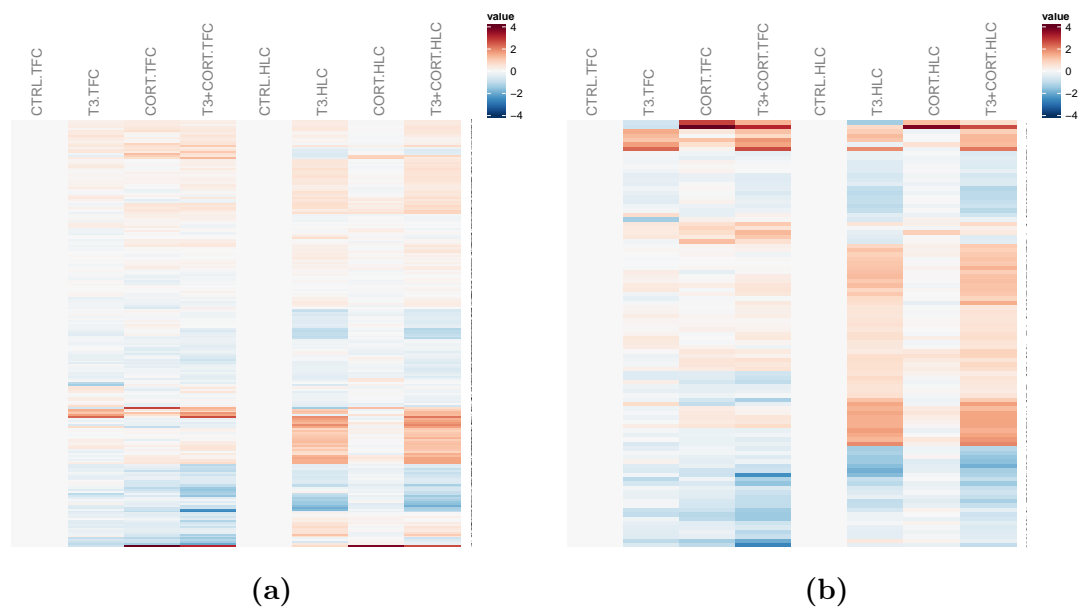 value
4
2
0
−2
−4
CTRL.TFC
T3.TFC
CORT.TFC
T3+CORT.TFC
CTRL.HLC
T3.HLC
CORT.HLC
T3+CORT.HLC
(a)
value
4
2
0
−2
−4
CTRL.TFC
T3.TFC
CORT.TFC
T3+CORT.TFC
CTRL.HLC
T3.HLC
CORT.HLC
T3+CORT.HLC
(b)